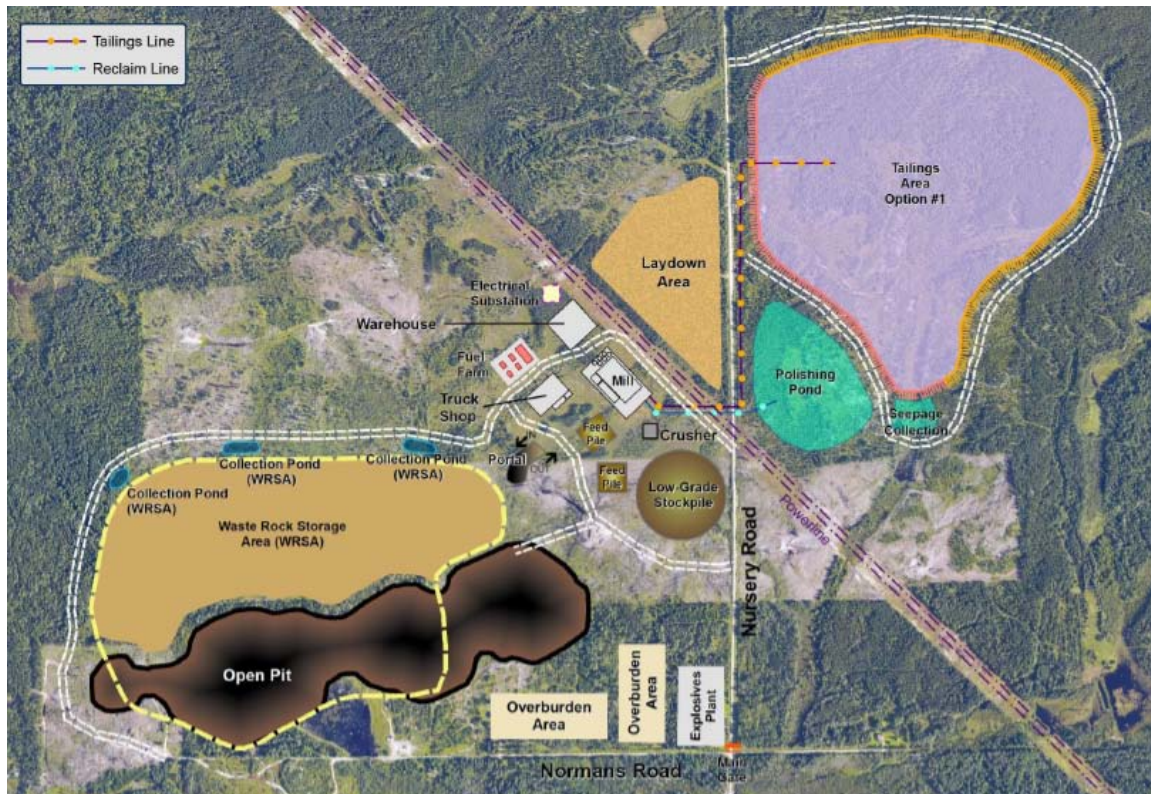 Tailings Line
Reclaim Line
Tailings
Area
Option #1
Laydown
Area
Electrical
Substation
Warehouse
Fuel
Farm
Mill
Truck
Shop
Polishing
Pond
Seepage
Collection
Feed
Pile
Crusher
IN
Portal
OUT
Collection Pond
(WRSA)
Collection Pond
(WRSA)
Collection Pond
(WRSA)
Feed
Pile
Low-Grade
Stockpile
Waste Rock Storage
Area (WRSA)
Powerline
Nursery Road
Open Pit
Overburden
Area
Overburden
Area
Explosives
Plant
Main
Gate
Normans Road